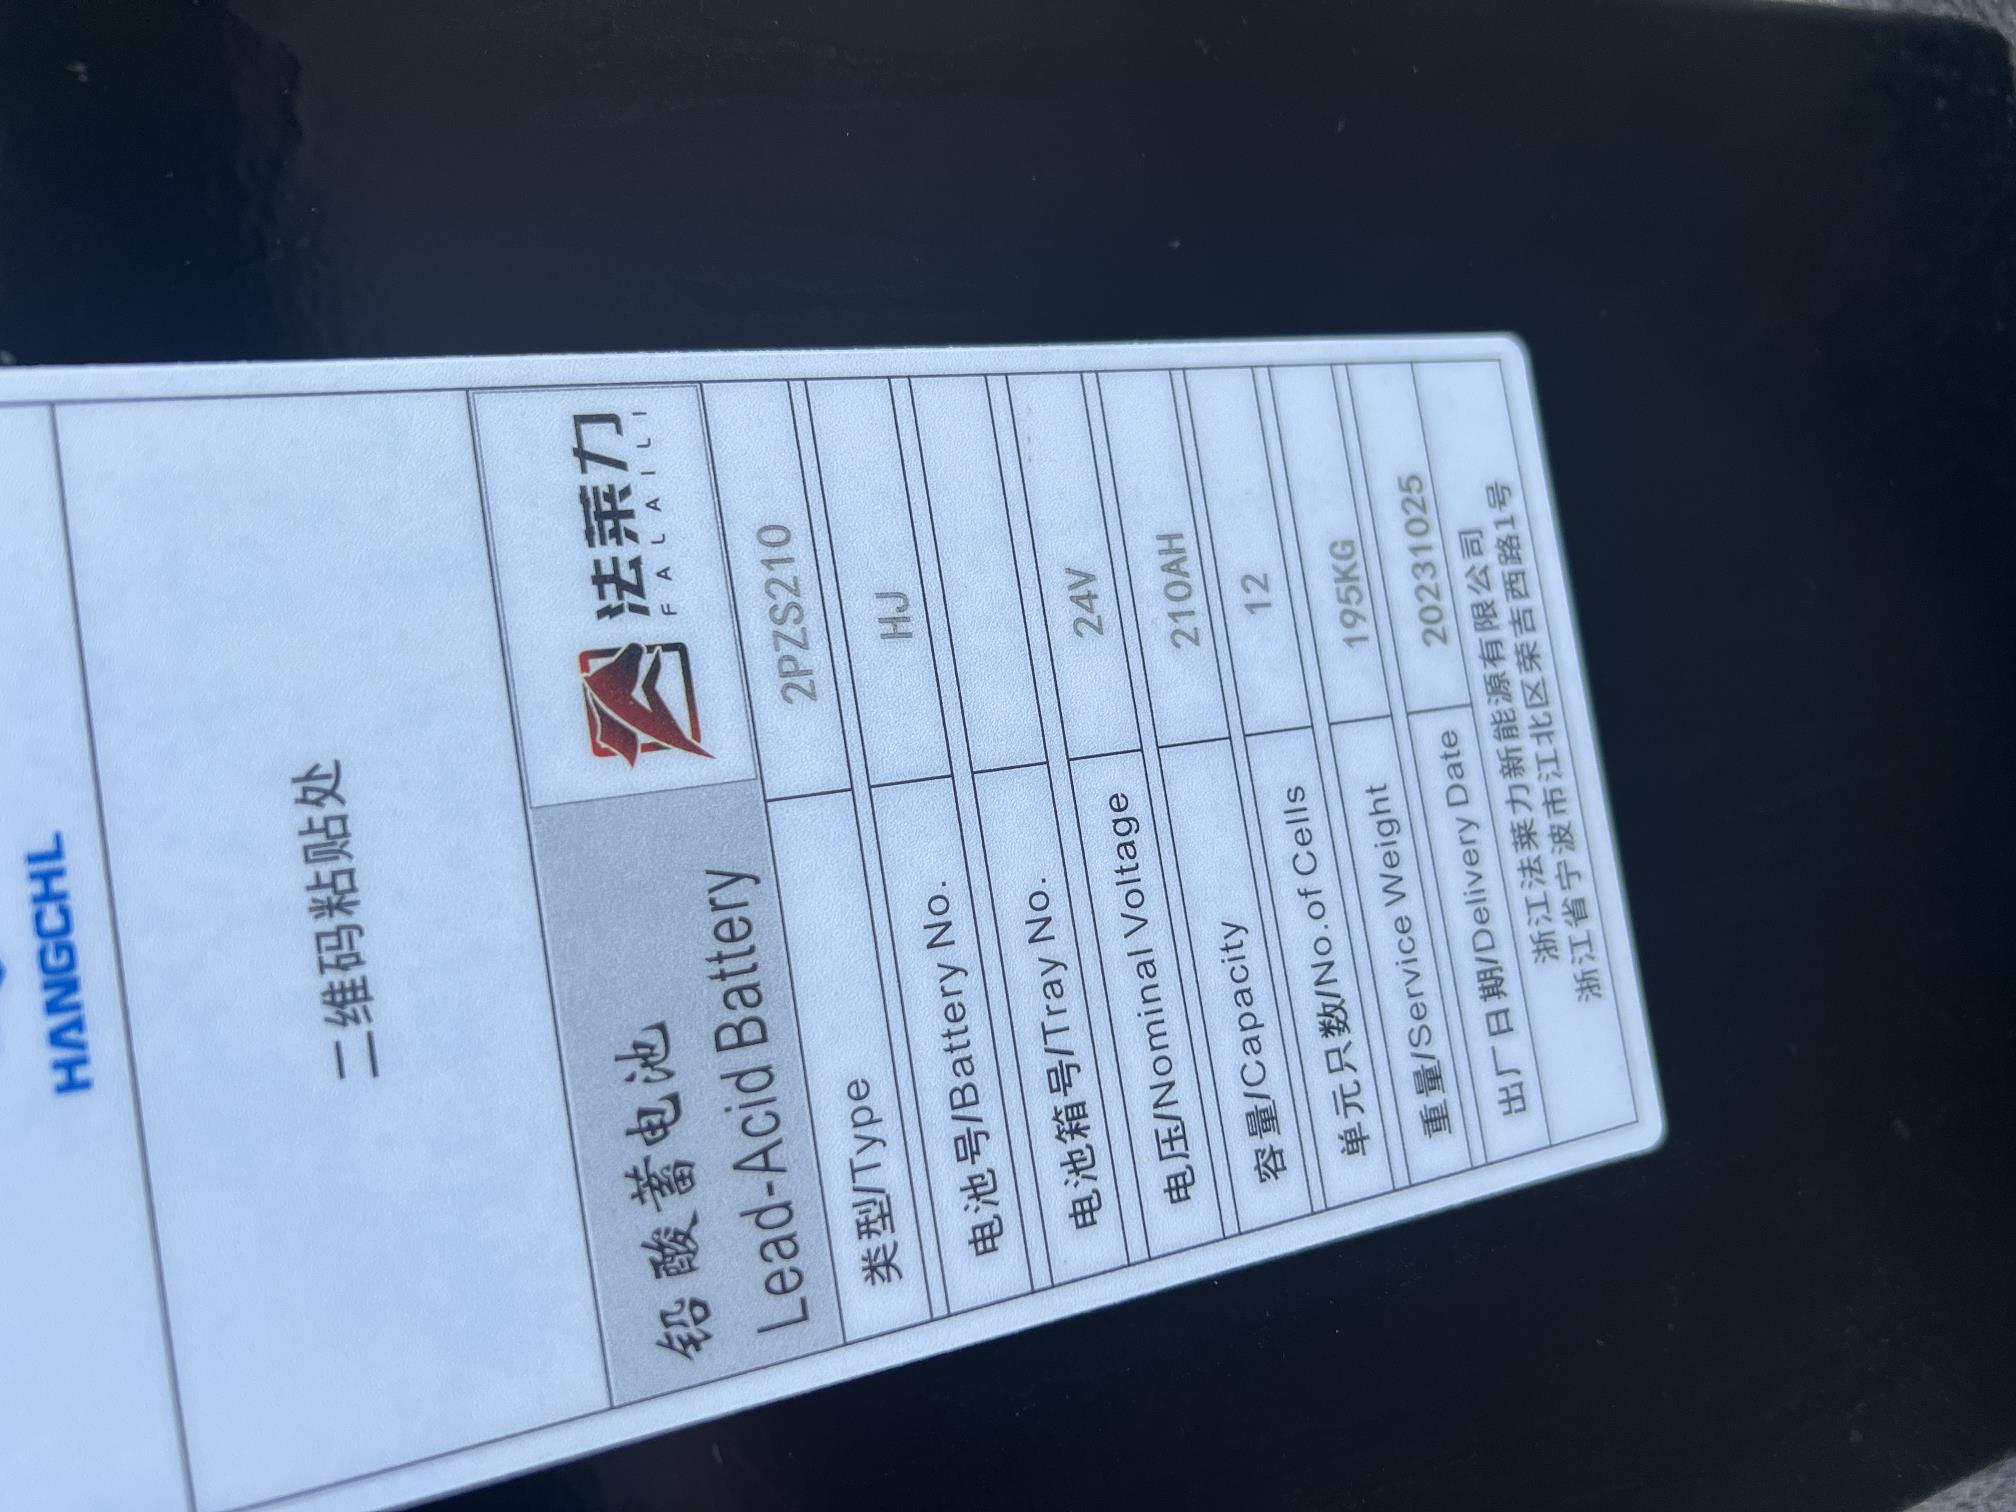 HANGCHL
二维码粘贴处
铅酸蓄电池
Lead-Acid Battery
法莱力
FALAILI
类型/Type 2PZS210
电池号/Battery No. HJ
电池箱号/Tray No.
电压/Nominal Voltage 24V
容量/Capacity 210AH
单元只数/No.of Cells 12
重量/Service Weight 195KG
出厂日期/Delivery Date 20231025
浙江法莱力新能源有限公司
浙江省宁波市江北区荣吉西路1号